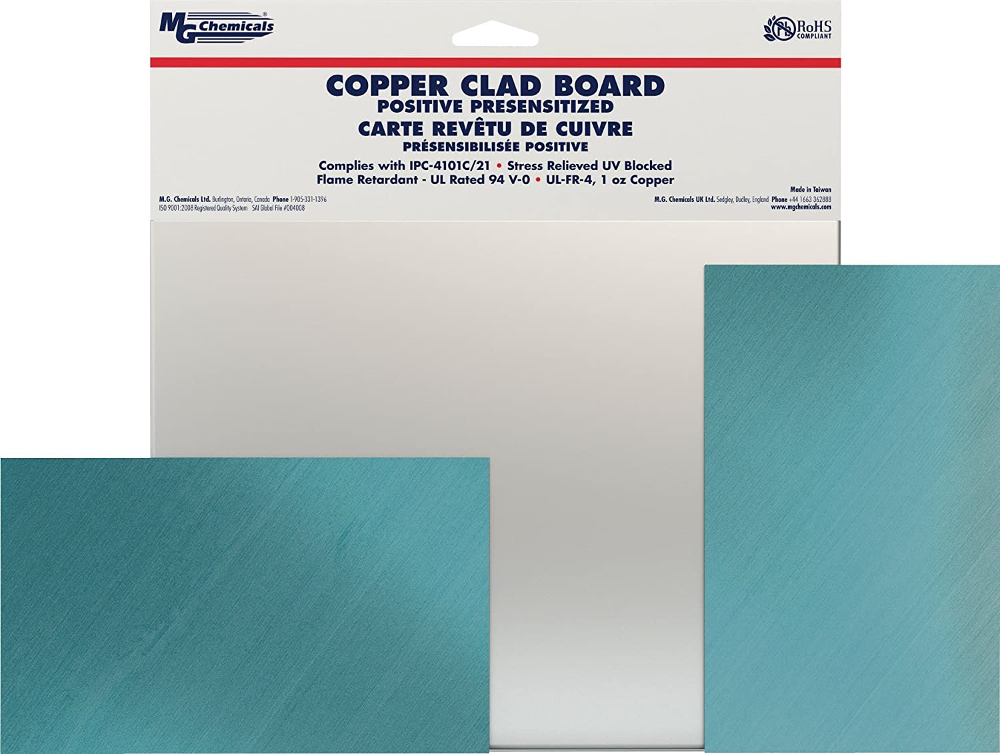 MG Chemicals®
Pb RoHS
COMPLIANT
COPPER CLAD BOARD
POSITIVE PRESENSITIZED
CARTE REVÊTU DE CUIVRE
PRÉSENSIBILISÉE POSITIVE
Complies with IPC-4101C/21 • Stress Relieved UV Blocked
Flame Retardant - UL Rated 94 V-0 • UL-FR-4, 1 oz Copper
Made in Taiwan
M.G. Chemicals Ltd. Burlington, Ontario, Canada Phone 1-905-331-1396
ISO 9001:2008 Registered Quality System SAI Global File #004008
M.G. Chemicals UK Ltd. Sedgley, Dudley, England Phone +44 1663 362888
www.mgchemicals.com